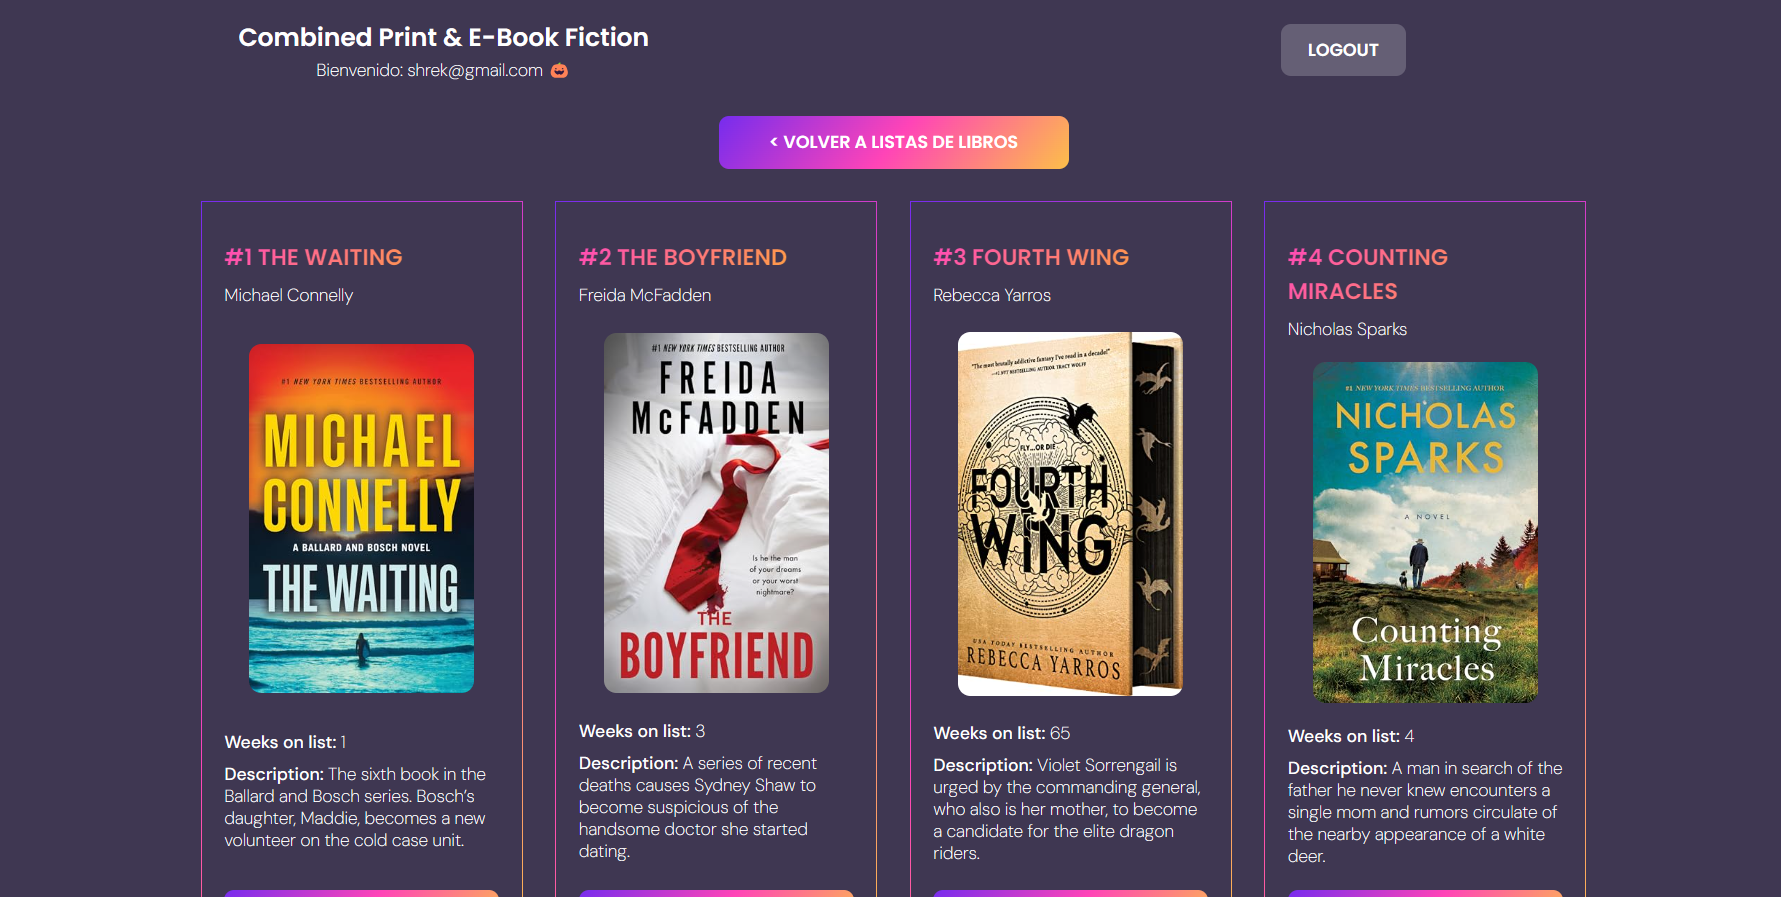 Combined Print & E-Book Fiction
Bienvenido: shrek@gmail.com 🎃
LOGOUT
< VOLVER A LISTAS DE LIBROS
#1 THE WAITING
Michael Connelly
#1 NEW YORK TIMES BESTSELLING AUTHOR
MICHAEL
CONNELLY
A BALLARD AND BOSCH NOVEL
THE WAITING
Weeks on list: 1
Description: The sixth book in the
Ballard and Bosch series. Bosch’s
daughter, Maddie, becomes a new
volunteer on the cold case unit.
#2 THE BOYFRIEND
Freida McFadden
#1 NEW YORK TIMES BESTSELLING AUTHOR
FREIDA
McFADDEN
Is he the man
of your dreams
or your worst
nightmare?
THE
BOYFRIEND
Weeks on list: 3
Description: A series of recent
deaths causes Sydney Shaw to
become suspicious of the
handsome doctor she started
dating.
#3 FOURTH WING
Rebecca Yarros
"The most brutally addictive fantasy I've read in a decade!"
—#1 NYT BESTSELLING AUTHOR TRACY WOLFF
FLY...OR DIE
FOURTH
WING
USA TODAY BESTSELLING AUTHOR
REBECCA YARROS
Weeks on list: 65
Description: Violet Sorrengail is
urged by the commanding general,
who also is her mother, to become
a candidate for the elite dragon
riders.
#4 COUNTING
MIRACLES
Nicholas Sparks
#1 NEW YORK TIMES BESTSELLING AUTHOR
NICHOLAS
SPARKS
A NOVEL
Counting
Miracles
Weeks on list: 4
Description: A man in search of the
father he never knew encounters a
single mom and rumors circulate of
the nearby appearance of a white
deer.